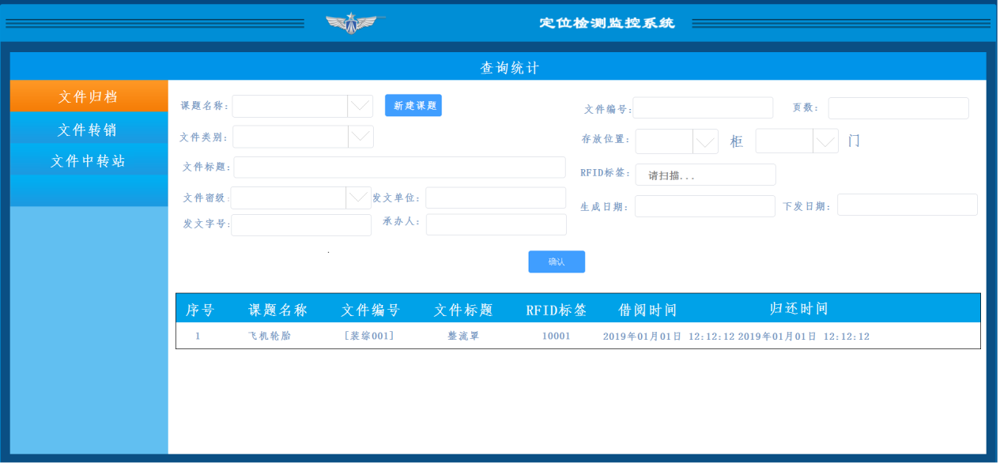 定位检测监控系统
查询统计
文件归档
文件转销
文件中转站
课题名称: 新建课题 文件编号: 页数:
文件类别: 存放位置: 柜 门
文件标题: RFID标签: 请扫描...
文件密级: 发文单位: 生成日期: 下发日期:
发文字号: 承办人:
确认
序号 课题名称 文件编号 文件标题 RFID标签 借阅时间 归还时间
1 飞机轮胎 [装综001] 整流罩 10001 2019年01月01日 12:12:12 2019年01月01日 12:12:12